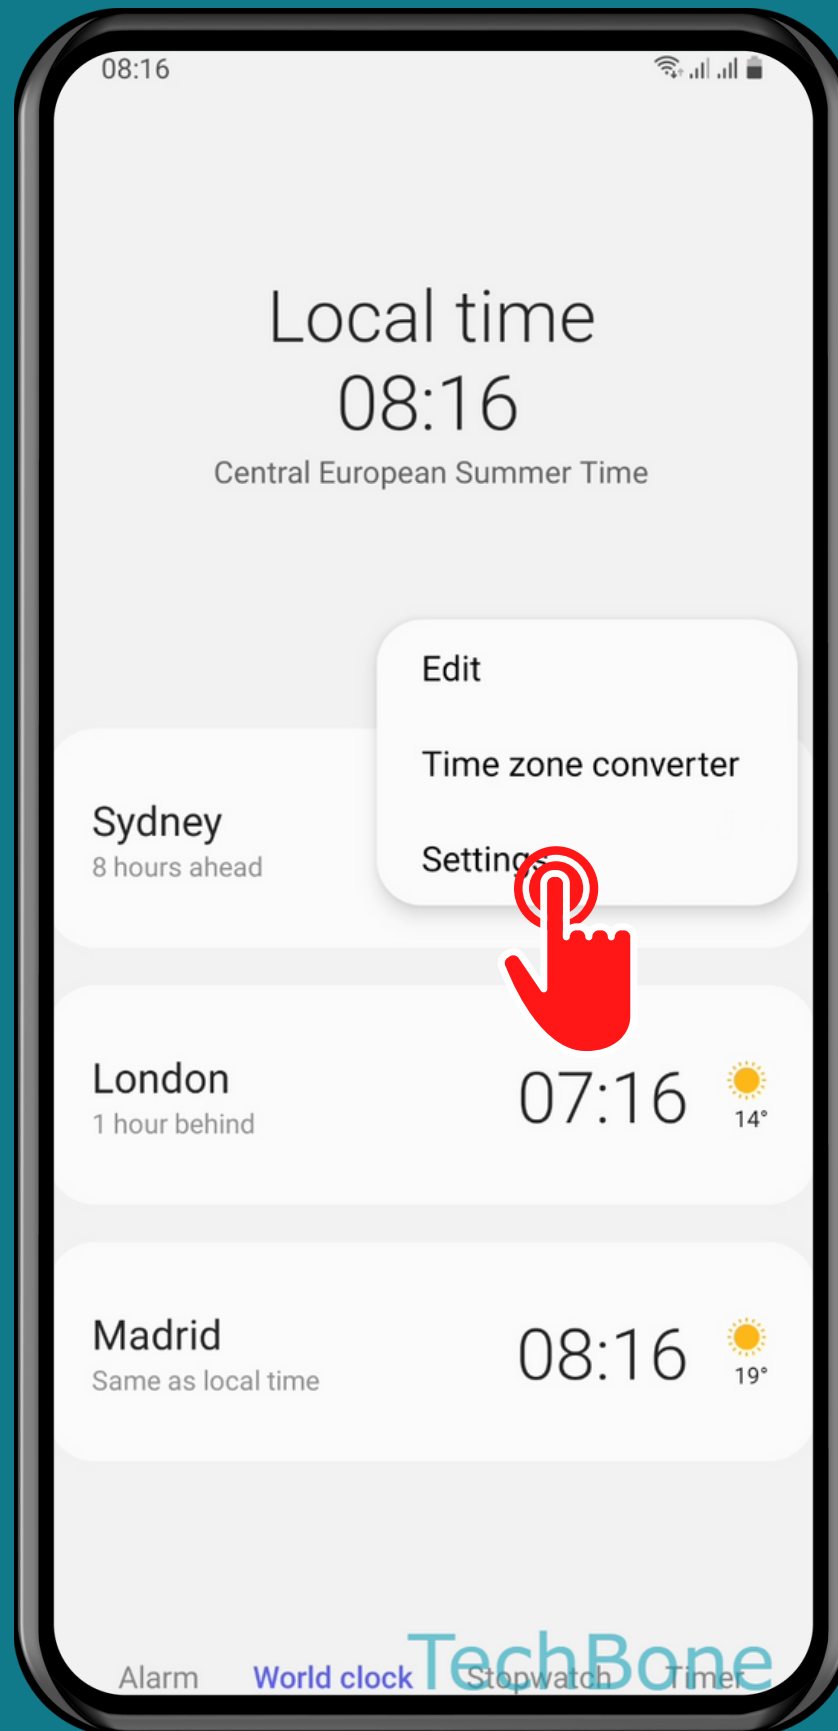 08:16
Local time
08:16
Central European Summer Time
Edit
Time zone converter
Settings
Sydney
8 hours ahead
London
1 hour behind
07:16
14°
Madrid
Same as local time
08:16
19°
Alarm World clock Stopwatch Timer
TechBone